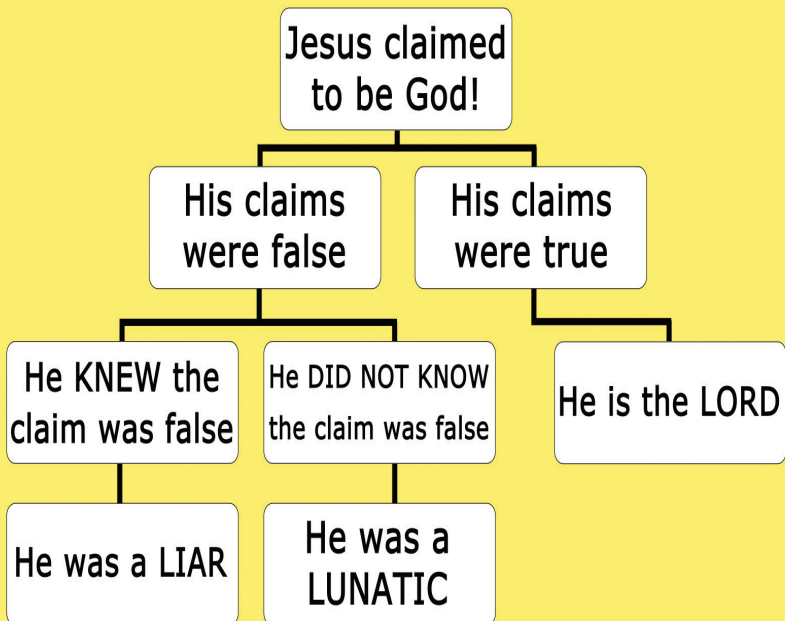 Jesus claimed
to be God!
His claims
were false
His claims
were true
He KNEW the
claim was false
He DID NOT KNOW
the claim was false
He is the LORD
He was a LIAR
He was a
LUNATIC